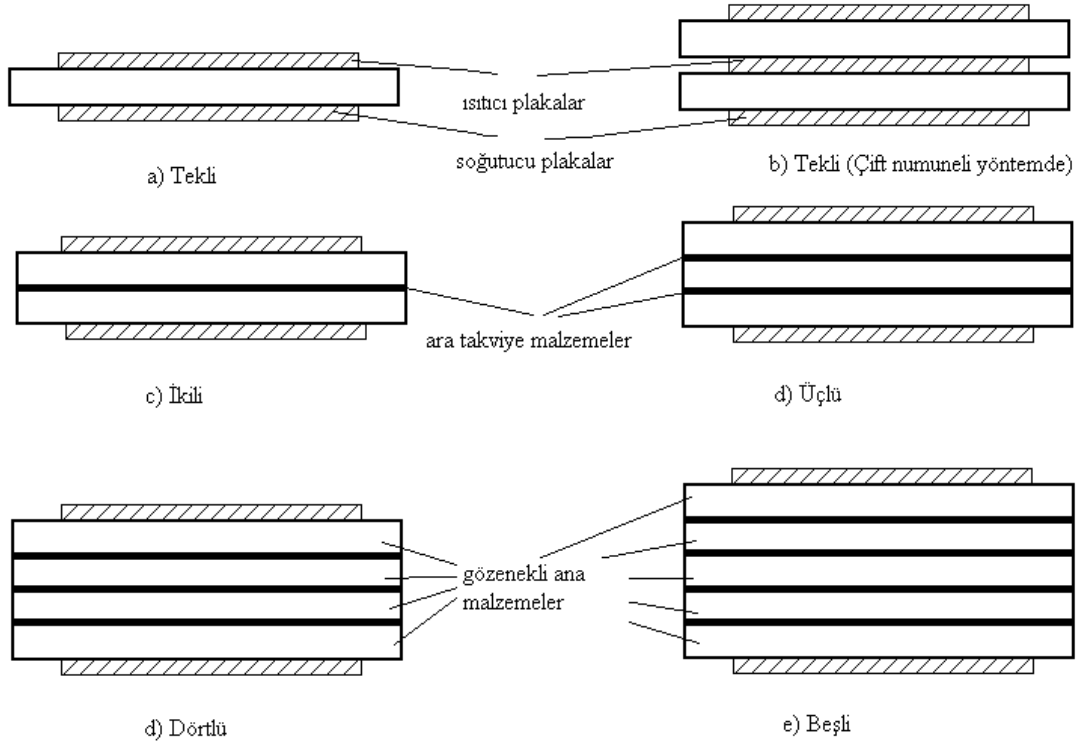 ısıtıcı plakalar
soğutucu plakalar
a) Tekli
b) Tekli (Çift numuneli yöntemde)
ara takviye malzemeler
c) İkili
d) Üçlü
gözenekli ana
malzemeler
d) Dörtlü
e) Beşli